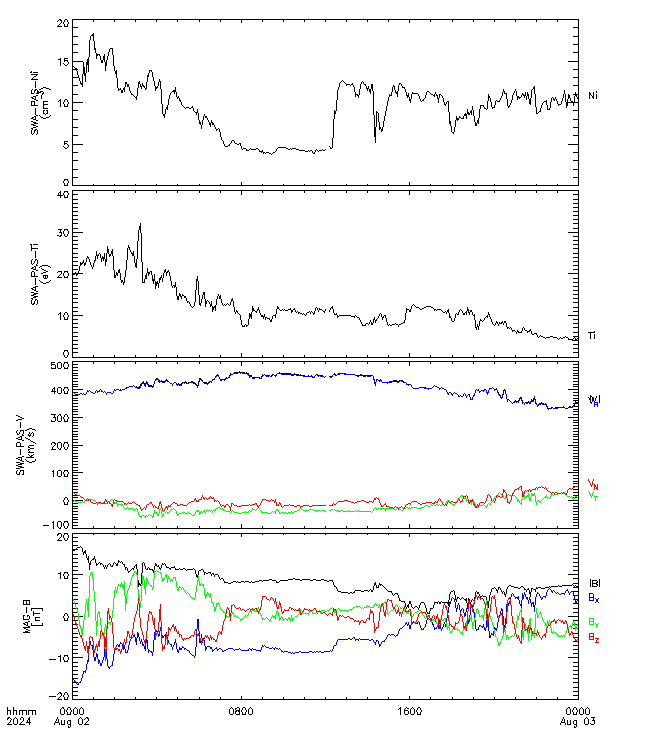 20
15
10
5
0
SWA-PAS-Ni
(cm⁻³)
Ni
40
30
20
10
0
SWA-PAS-Ti
(eV)
Ti
500
400
300
200
100
0
-100
SWA-PAS-V
(km/s)
V_N
V_T
20
10
0
-10
-20
MAG-B
[nT]
|B|
B_X
B_Y
B_Z
hhmm
2024
0000
Aug 02
0800
1600
0000
Aug 03